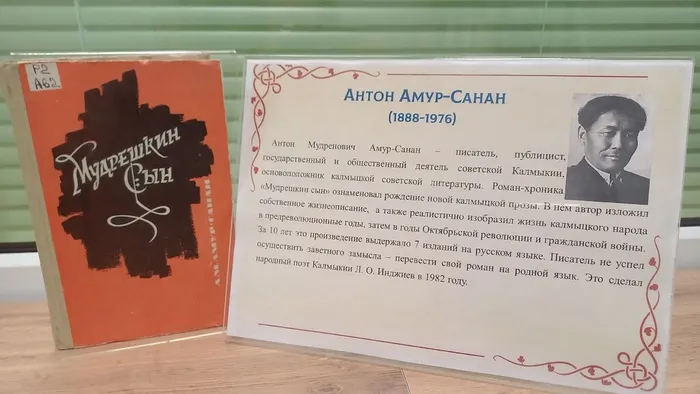 Р2
А62
Мудрешкин
Сын
А.М.АМУР-САНАН
Антон Амур-Санан
(1888-1976)
Антон Мудренович Амур-Санан – писатель, публицист,
государственный и общественный деятель советской Калмыкии,
основоположник калмыцкой советской литературы. Роман-хроника
«Мудрешкин сын» ознаменовал рождение новой калмыцкой прозы. В нем автор изложил
собственное жизнеописание, а также реалистично изобразил жизнь калмыцкого народа
в предреволюционные годы, затем в годы Октябрьской революции и гражданской войны.
За 10 лет это произведение выдержало 7 изданий на русском языке. Писатель не успел
осуществить заветного замысла – перевести свой роман на родной язык. Это сделал
народный поэт Калмыкии Л. О. Инджиев в 1982 году.